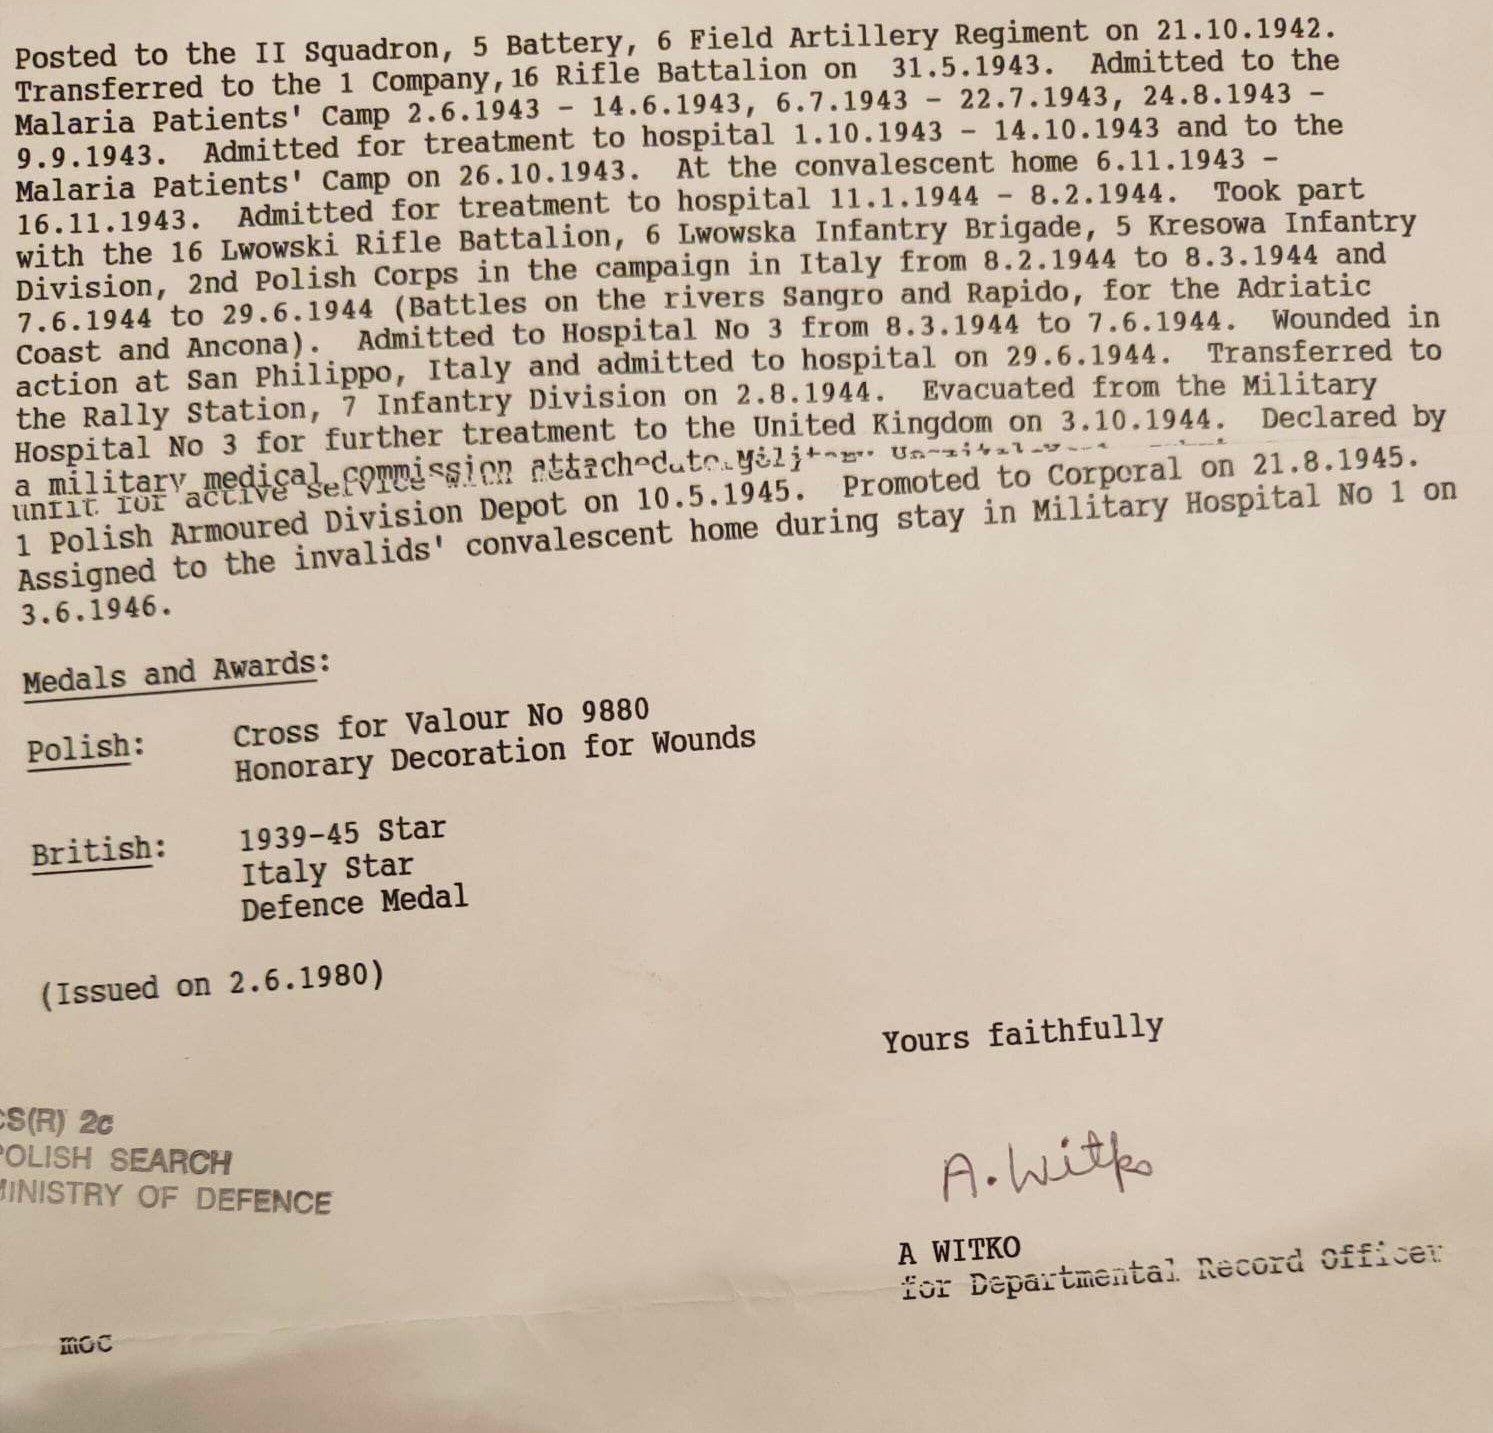 Posted to the II Squadron, 5 Battery, 6 Field Artillery Regiment on 21.10.1942.
Transferred to the 1 Company, 16 Rifle Battalion on 31.5.1943. Admitted to the
Malaria Patients' Camp 2.6.1943 - 14.6.1943, 6.7.1943 - 22.7.1943, 24.8.1943 -
9.9.1943. Admitted for treatment to hospital 1.10.1943 - 14.10.1943 and to the
Malaria Patients' Camp on 26.10.1943. At the convalescent home 6.11.1943 -
16.11.1943. Admitted for treatment to hospital 11.1.1944 - 8.2.1944. Took part
with the 16 Lwowski Rifle Battalion, 6 Lwowska Infantry Brigade, 5 Kresowa Infantry
Division, 2nd Polish Corps in the campaign in Italy from 8.2.1944 to 8.3.1944 and
7.6.1944 to 29.6.1944 (Battles on the rivers Sangro and Rapido, for the Adriatic
Coast and Ancona). Admitted to Hospital No 3 from 8.3.1944 to 7.6.1944. Wounded in
action at San Philippo, Italy and admitted to hospital on 29.6.1944. Transferred to
the Rally Station, 7 Infantry Division on 2.8.1944. Evacuated from the Military
Hospital No 3 for further treatment to the United Kingdom on 3.10.1944. Declared by
a military medical commission attached to Military
unfit for active service with
1 Polish Armoured Division Depot on 10.5.1945. Promoted to Corporal on 21.8.1945.
Assigned to the invalids' convalescent home during stay in Military Hospital No 1 on
3.6.1946.
Medals and Awards:
Polish: Cross for Valour No 9880
Honorary Decoration for Wounds
British: 1939-45 Star
Italy Star
Defence Medal
(Issued on 2.6.1980)
Yours faithfully
CS(R) 2c
POLISH SEARCH
MINISTRY OF DEFENCE
A. Witko
A WITKO
for Departmental Record Officer
moc